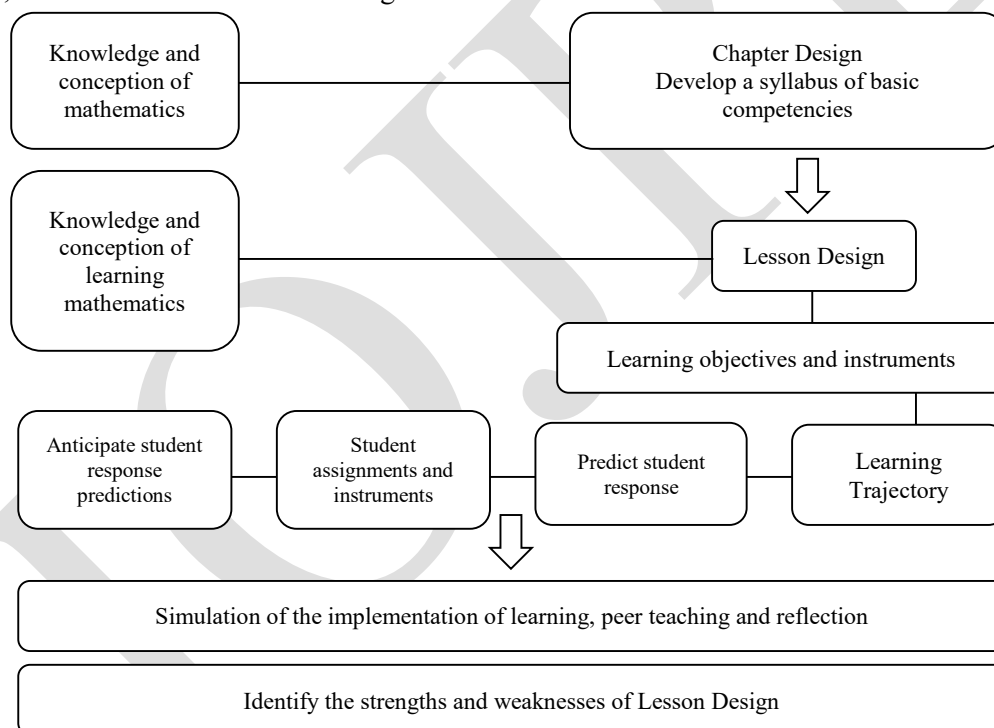 Knowledge and
conception of
mathematics
Chapter Design
Develop a syllabus of basic
competencies
Knowledge and
conception of
learning
mathematics
Lesson Design
Learning objectives and instruments
Anticipate student
response
predictions
Student
assignments and
instruments
Predict student
response
Learning
Trajectory
Simulation of the implementation of learning, peer teaching and reflection
Identify the strengths and weaknesses of Lesson Design